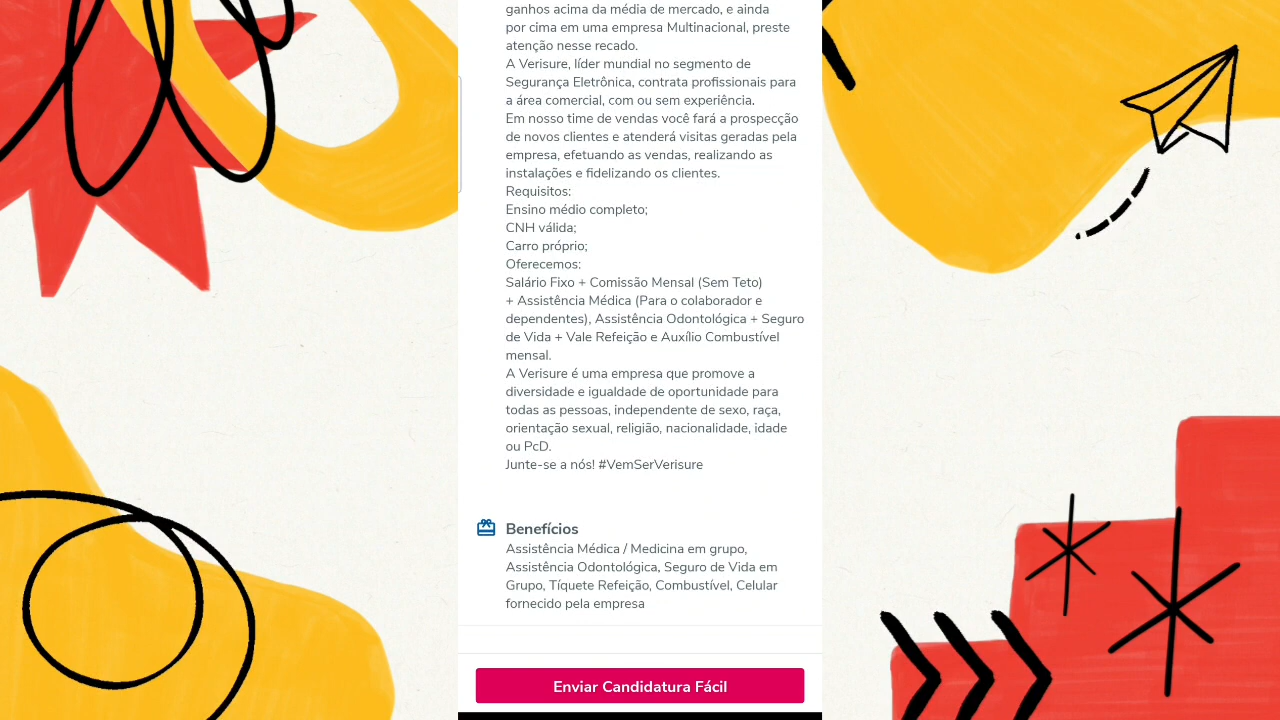 ganhos acima da média de mercado, e ainda
por cima em uma empresa Multinacional, preste
atenção nesse recado.
A Verisure, líder mundial no segmento de
Segurança Eletrônica, contrata profissionais para
a área comercial, com ou sem experiência.
Em nosso time de vendas você fará a prospecção
de novos clientes e atenderá visitas geradas pela
empresa, efetuando as vendas, realizando as
instalações e fidelizando os clientes.
Requisitos:
Ensino médio completo;
CNH válida;
Carro próprio;
Oferecemos:
Salário Fixo + Comissão Mensal (Sem Teto)
+ Assistência Médica (Para o colaborador e
dependentes), Assistência Odontológica + Seguro
de Vida + Vale Refeição e Auxílio Combustível
mensal.
A Verisure é uma empresa que promove a
diversidade e igualdade de oportunidade para
todas as pessoas, independente de sexo, raça,
orientação sexual, religião, nacionalidade, idade
ou PcD.
Junte-se a nós! #VemSerVerisure
Benefícios
Assistência Médica / Medicina em grupo,
Assistência Odontológica, Seguro de Vida em
Grupo, Tíquete Refeição, Combustível, Celular
fornecido pela empresa
Enviar Candidatura Fácil